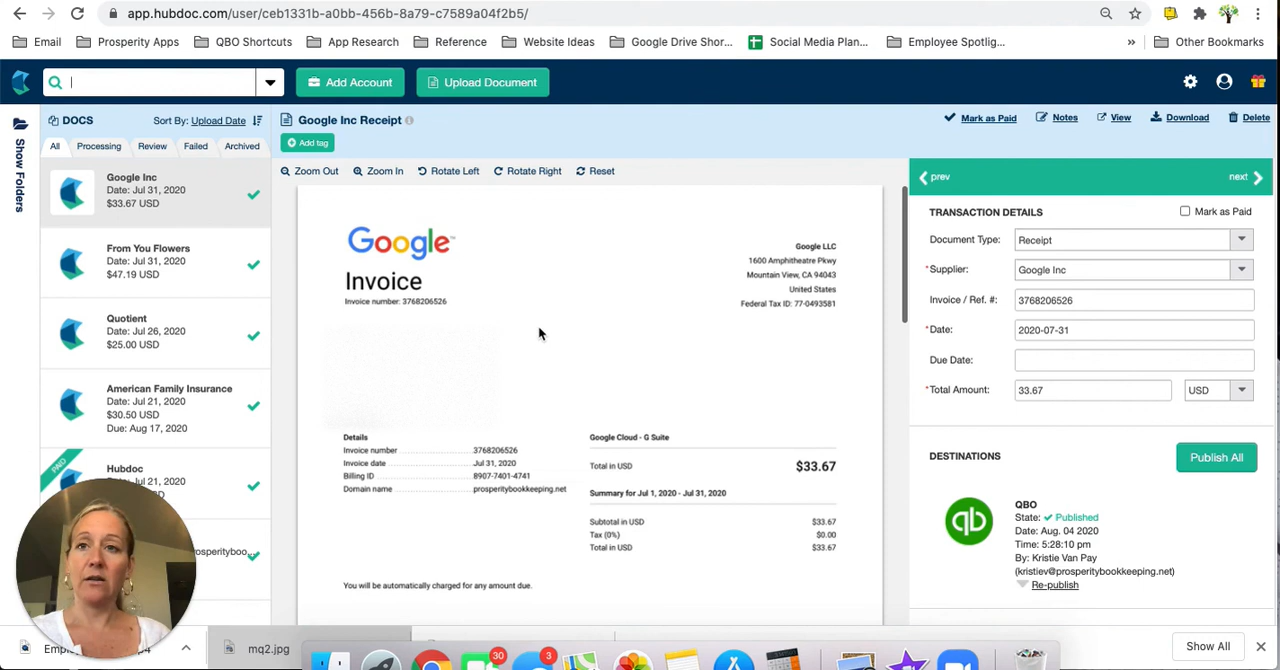 app.hubdoc.com/user/ceb1331b-a0bb-456b-8a79-c7589a04f2b5/
Email Prosperity Apps QBO Shortcuts App Research Reference Website Ideas Google Drive Shor... Social Media Plan... Employee Spotlig... » Other Bookmarks
Add Account Upload Document
Show Folders
DOCS Sort By: Upload Date
All Processing Review Failed Archived
Google Inc
Date: Jul 31, 2020
$33.67 USD
From You Flowers
Date: Jul 31, 2020
$47.19 USD
Quotient
Date: Jul 26, 2020
$25.00 USD
American Family Insurance
Date: Jul 21, 2020
$30.50 USD
Due: Aug 17, 2020
PAID
Hubdoc
Date: Jul 21, 2020
Google Inc Receipt
Add tag
Mark as Paid Notes View Download Delete
Zoom Out Zoom In Rotate Left Rotate Right Reset
Google™
Invoice
Invoice number: 3768206526
Google LLC
1600 Amphitheatre Pkwy
Mountain View, CA 94043
United States
Federal Tax ID: 77-0493581
Details
Invoice number 3768206526
Invoice date Jul 31, 2020
Billing ID 8907-7401-4741
Domain name prosperitybookkeeping.net
Google Cloud - G Suite
Total in USD $33.67
Summary for Jul 1, 2020 - Jul 31, 2020
Subtotal in USD $33.67
Tax (0%) $0.00
Total in USD $33.67
You will be automatically charged for any amount due.
prev next
TRANSACTION DETAILS Mark as Paid
Document Type: Receipt
*Supplier: Google Inc
Invoice / Ref. #: 3768206526
*Date: 2020-07-31
Due Date:
*Total Amount: 33.67 USD
DESTINATIONS Publish All
qb
QBO
State: Published
Date: Aug. 04 2020
Time: 5:28:10 pm
By: Kristie Van Pay
(kristiev@prosperitybookkeeping.net)
Re-publish
mq2.jpg
Show All
30
3